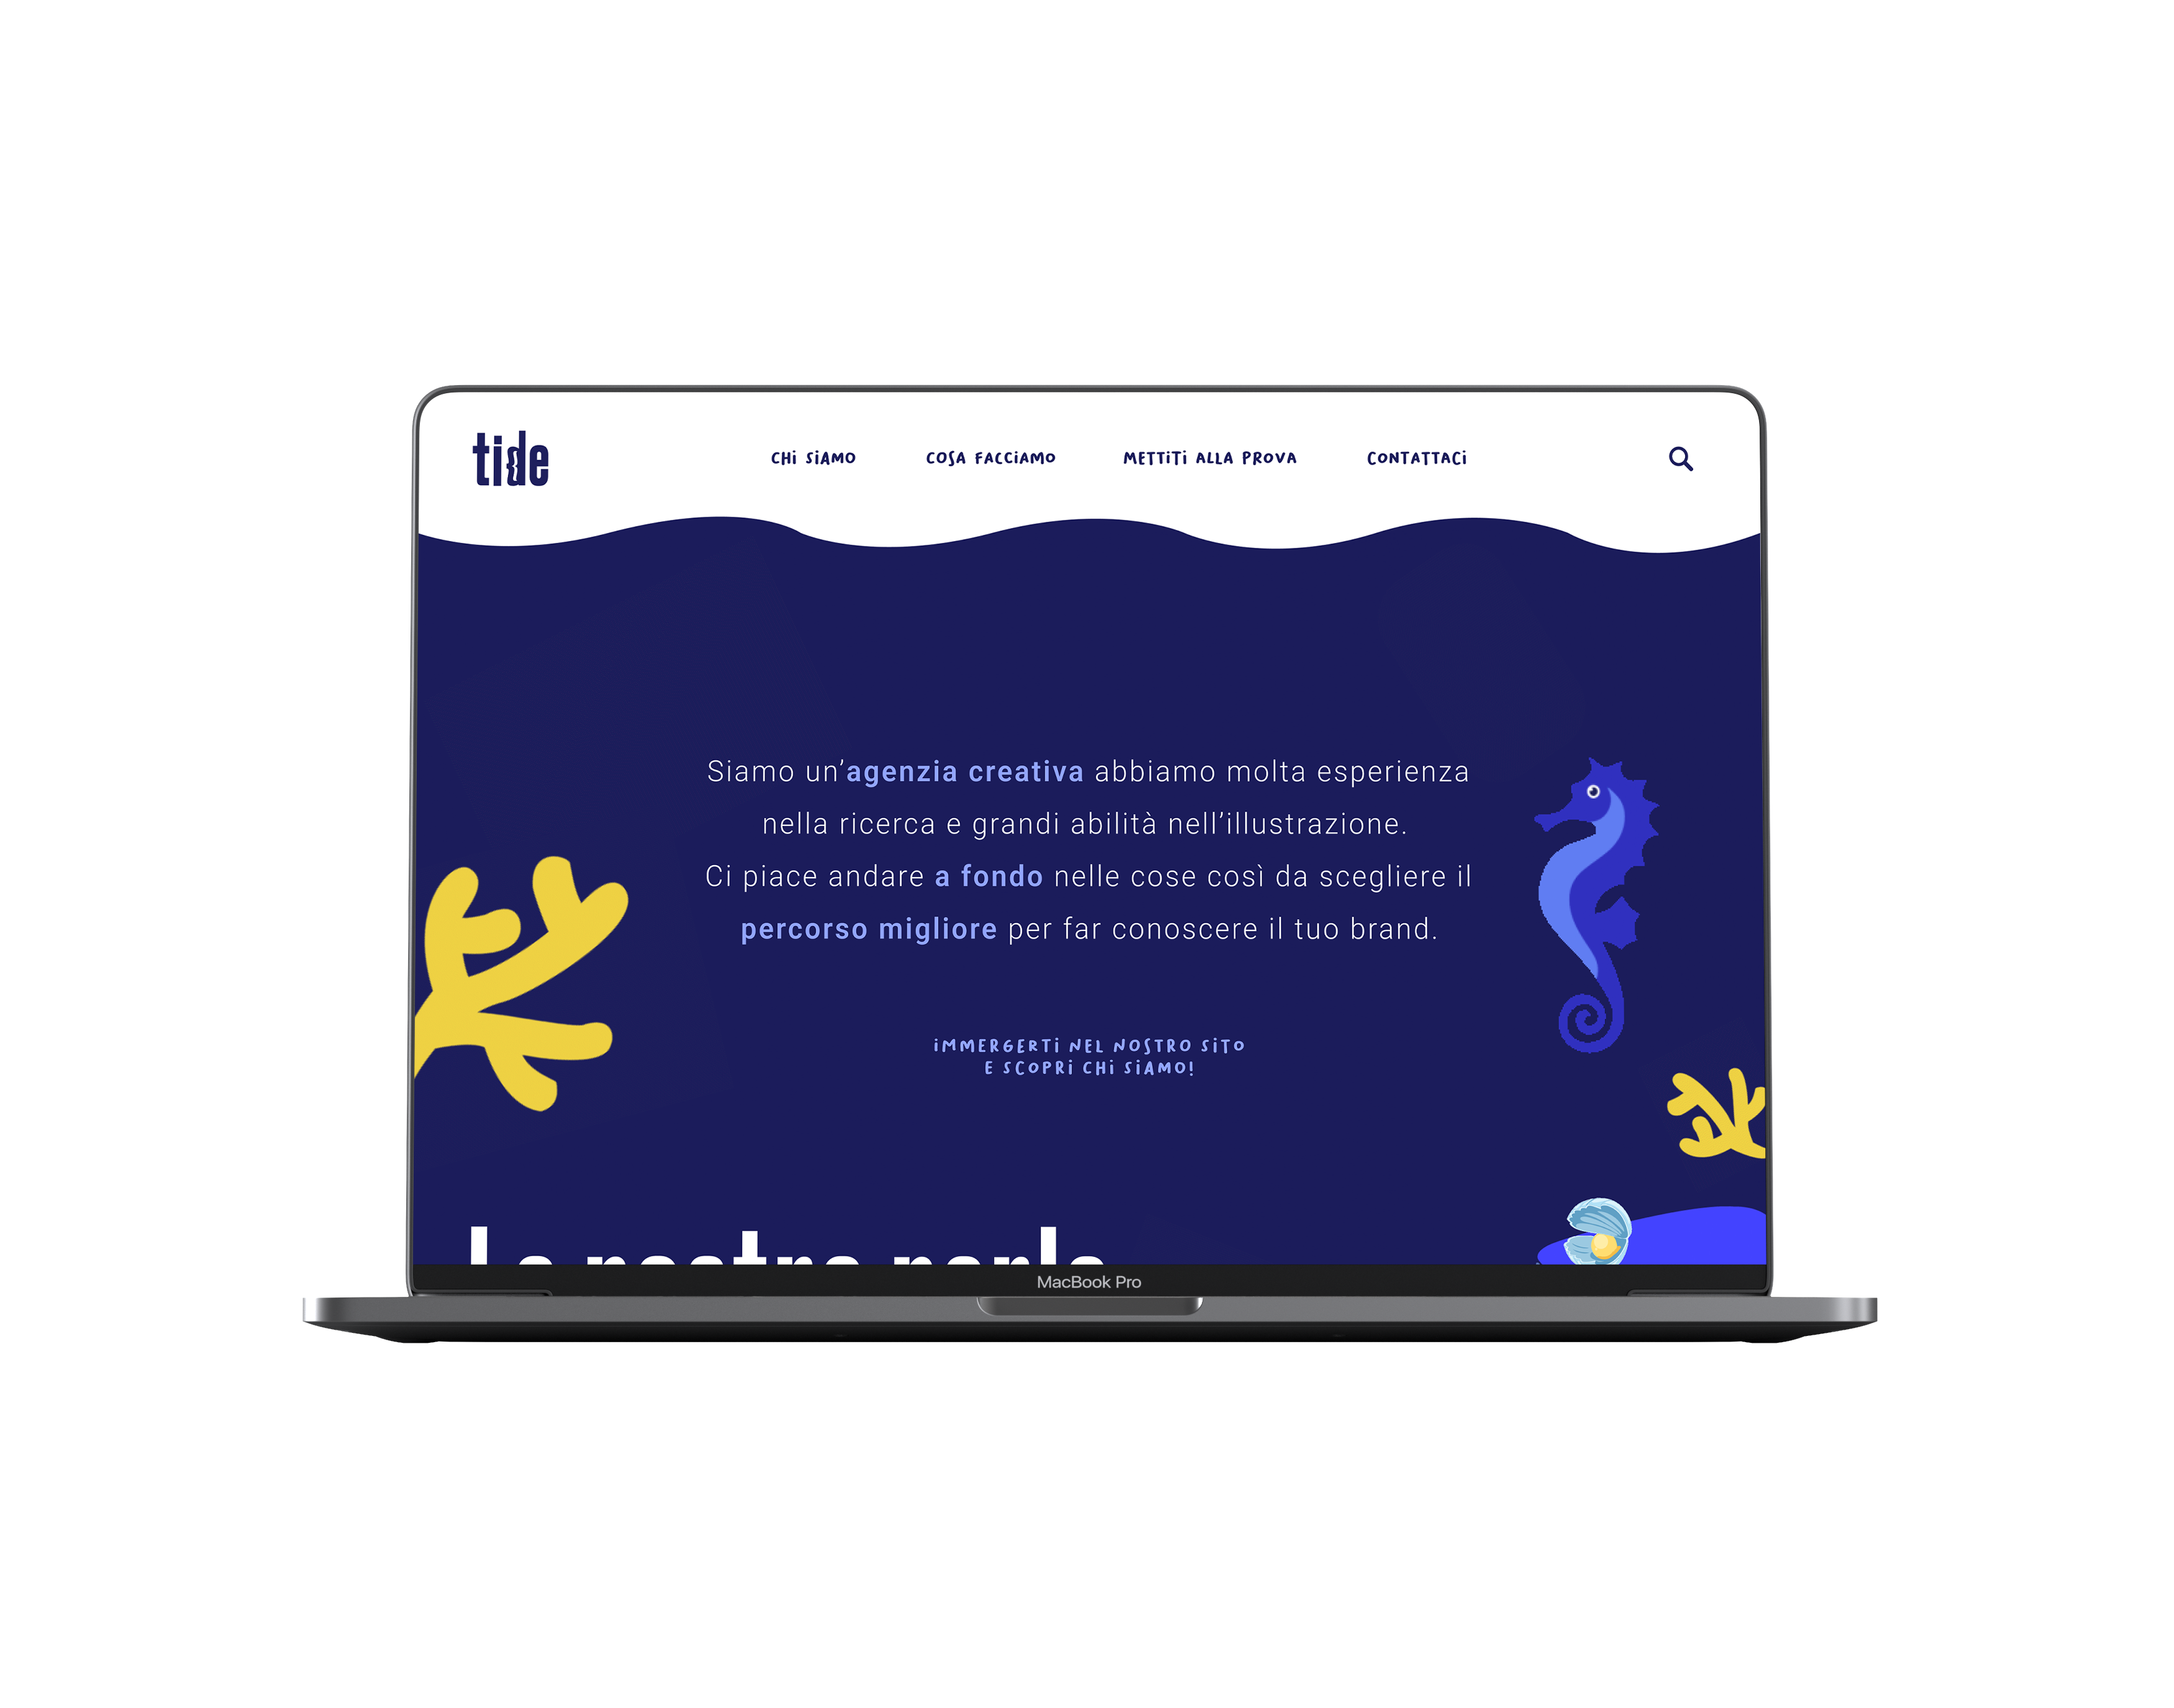 tide
CHi SiAMO
COSA FACCiAMO
METTiTi ALLA PROVA
CONTATTACi
Siamo un’agenzia creativa abbiamo molta esperienza
nella ricerca e grandi abilità nell’illustrazione.
Ci piace andare a fondo nelle cose così da scegliere il
percorso migliore per far conoscere il tuo brand.
iMMERGERTi NEL NOSTRO SiTO
E SCOPRi CHi SiAMO!
MacBook Pro